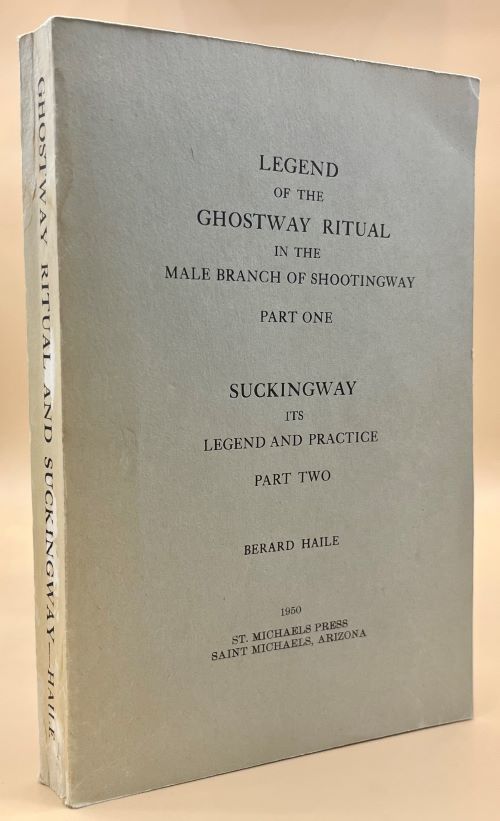 LEGEND
OF THE
GHOSTWAY RITUAL
IN THE
MALE BRANCH OF SHOOTINGWAY
PART ONE
SUCKINGWAY
ITS
LEGEND AND PRACTICE
PART TWO
BERARD HAILE
1950
ST. MICHAELS PRESS
SAINT MICHAELS, ARIZONA
GHOSTWAY RITUAL AND SUCKINGWAY—HAILE